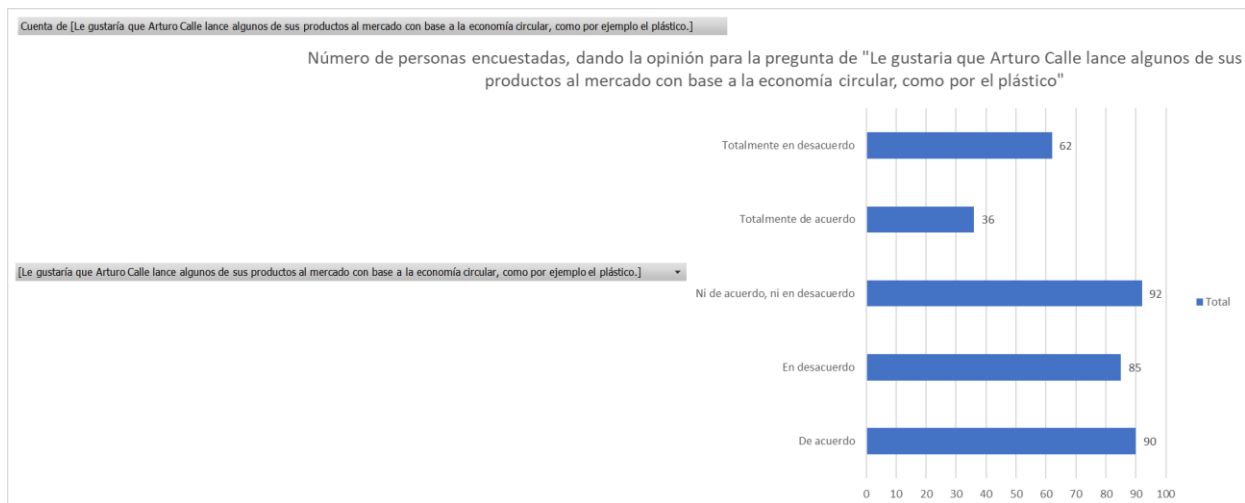 Cuenta de [Le gustaría que Arturo Calle lance algunos de sus productos al mercado con base a la economía circular, como por ejemplo el plástico.]
Número de personas encuestadas, dando la opinión para la pregunta de "Le gustaria que Arturo Calle lance algunos de sus
productos al mercado con base a la economía circular, como por el plástico"
Totalmente en desacuerdo
62
Totalmente de acuerdo
36
[Le gustaría que Arturo Calle lance algunos de sus productos al mercado con base a la economía circular, como por ejemplo el plástico.]
Ni de acuerdo, ni en desacuerdo
92
Total
En desacuerdo
85
De acuerdo
90
0 10 20 30 40 50 60 70 80 90 100